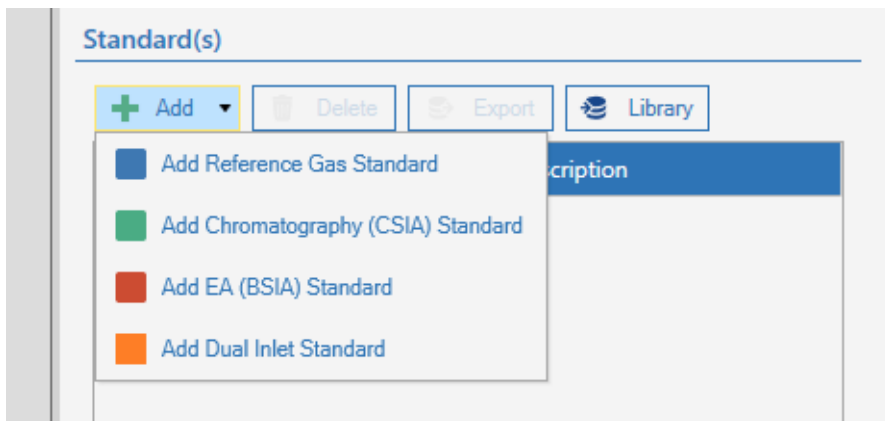 Standard(s)
Add Delete Export Library
cription
Add Reference Gas Standard
Add Chromatography (CSIA) Standard
Add EA (BSIA) Standard
Add Dual Inlet Standard